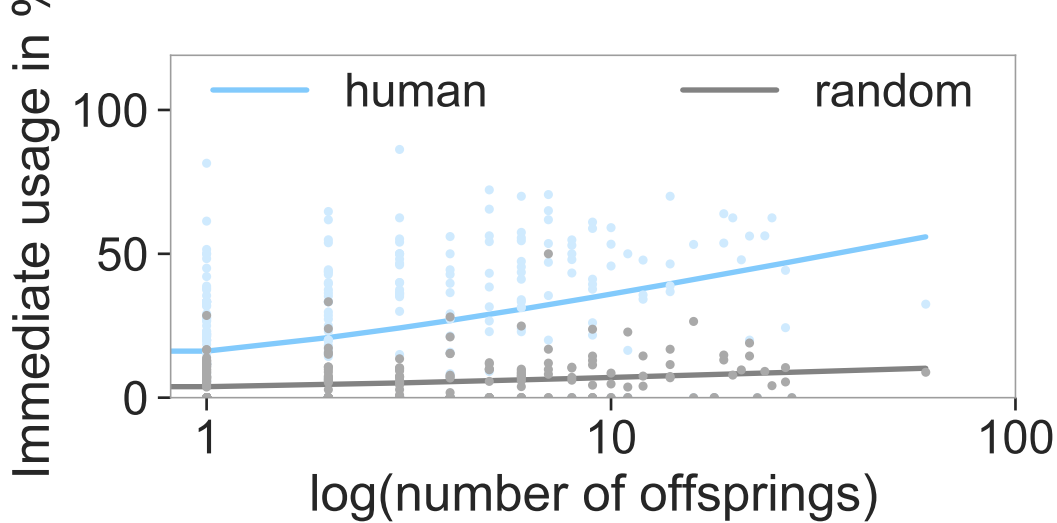 Immediate usage in %
human
random
100
50
0
1
10
100
log(number of offsprings)